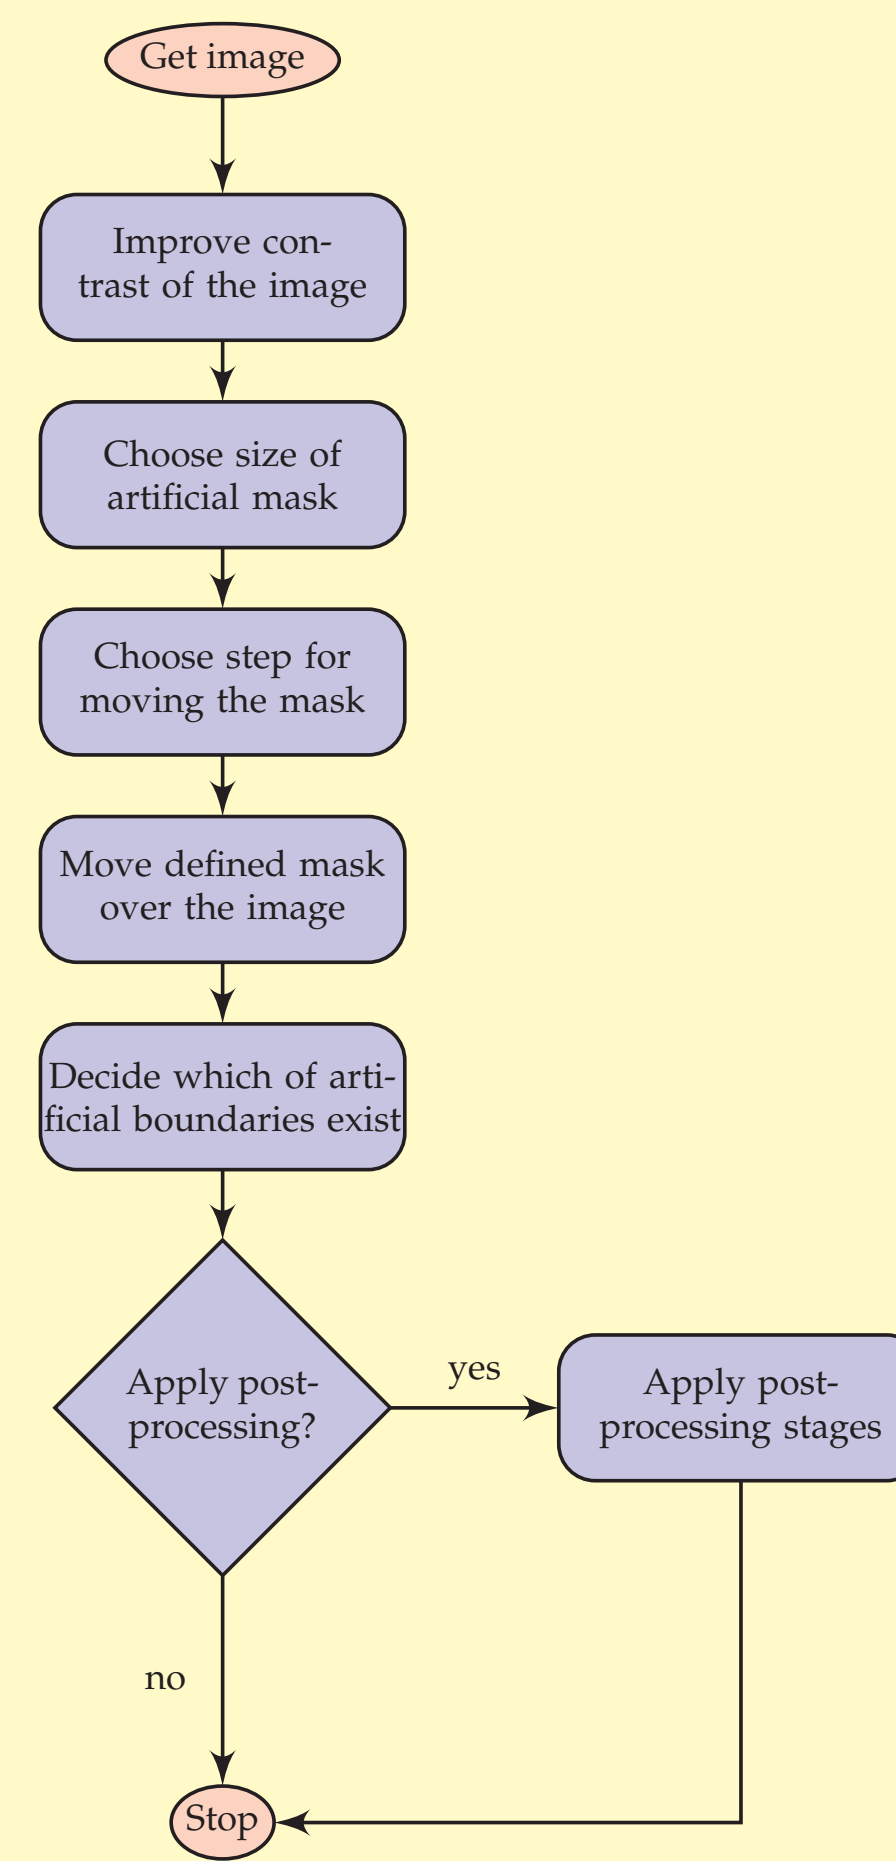 Get image
Improve con-
trast of the image
Choose size of
artificial mask
Choose step for
moving the mask
Move defined mask
over the image
Decide which of arti-
ficial boundaries exist
Apply post-
processing?
yes
Apply post-
processing stages
no
Stop